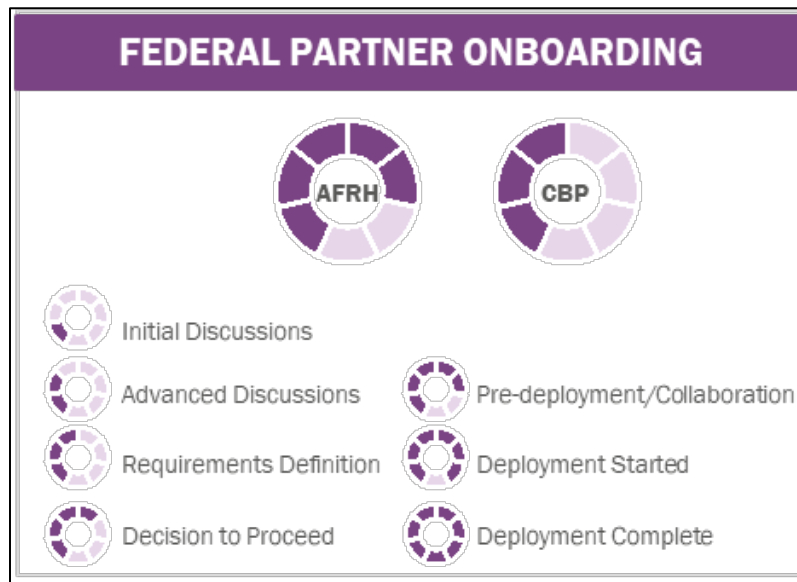 FEDERAL PARTNER ONBOARDING
AFRH
CBP
Initial Discussions
Advanced Discussions
Requirements Definition
Decision to Proceed
Pre-deployment/Collaboration
Deployment Started
Deployment Complete